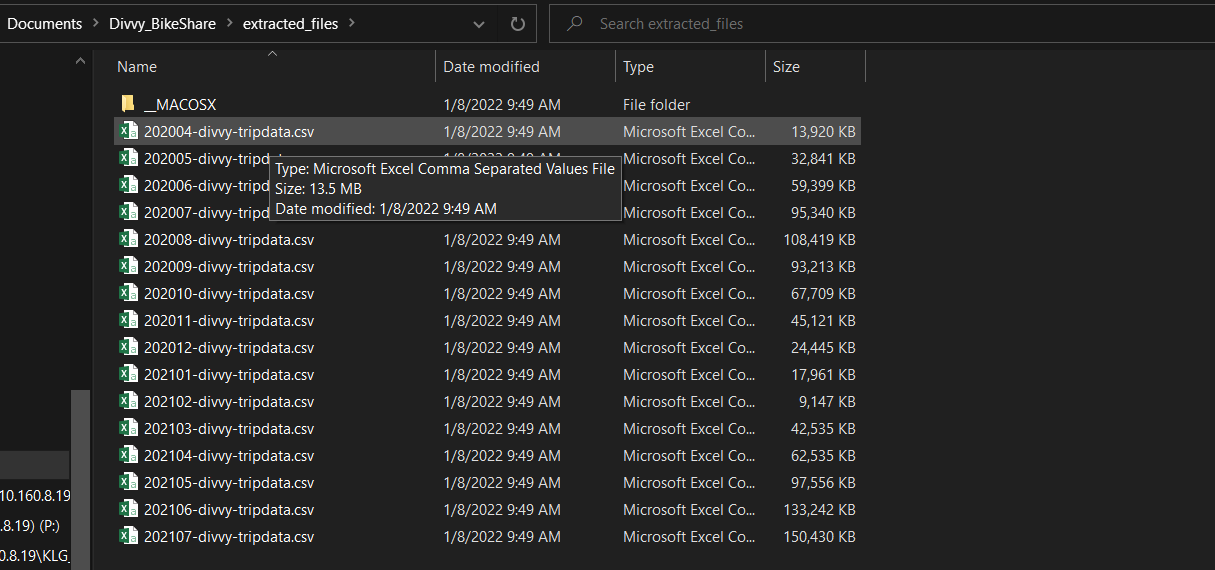 Documents > Divvy_BikeShare > extracted_files > Search extracted_files
Name Date modified Type Size
__MACOSX 1/8/2022 9:49 AM File folder
202004-divvy-tripdata.csv 1/8/2022 9:49 AM Microsoft Excel Co... 13,920 KB
202005-divvy-tripd Microsoft Excel Co... 32,841 KB
Type: Microsoft Excel Comma Separated Values File
202006-divvy-tripd Microsoft Excel Co... 59,399 KB
Size: 13.5 MB
202007-divvy-tripd Microsoft Excel Co... 95,340 KB
Date modified: 1/8/2022 9:49 AM
202008-divvy-tripdata.csv 1/8/2022 9:49 AM Microsoft Excel Co... 108,419 KB
202009-divvy-tripdata.csv 1/8/2022 9:49 AM Microsoft Excel Co... 93,213 KB
202010-divvy-tripdata.csv 1/8/2022 9:49 AM Microsoft Excel Co... 67,709 KB
202011-divvy-tripdata.csv 1/8/2022 9:49 AM Microsoft Excel Co... 45,121 KB
202012-divvy-tripdata.csv 1/8/2022 9:49 AM Microsoft Excel Co... 24,445 KB
202101-divvy-tripdata.csv 1/8/2022 9:49 AM Microsoft Excel Co... 17,961 KB
202102-divvy-tripdata.csv 1/8/2022 9:49 AM Microsoft Excel Co... 9,147 KB
202103-divvy-tripdata.csv 1/8/2022 9:49 AM Microsoft Excel Co... 42,535 KB
202104-divvy-tripdata.csv 1/8/2022 9:49 AM Microsoft Excel Co... 62,535 KB
202105-divvy-tripdata.csv 1/8/2022 9:49 AM Microsoft Excel Co... 97,556 KB
202106-divvy-tripdata.csv 1/8/2022 9:49 AM Microsoft Excel Co... 133,242 KB
202107-divvy-tripdata.csv 1/8/2022 9:49 AM Microsoft Excel Co... 150,430 KB
10.160.8.19
.8.19) (P:)
0.8.19\KLG_